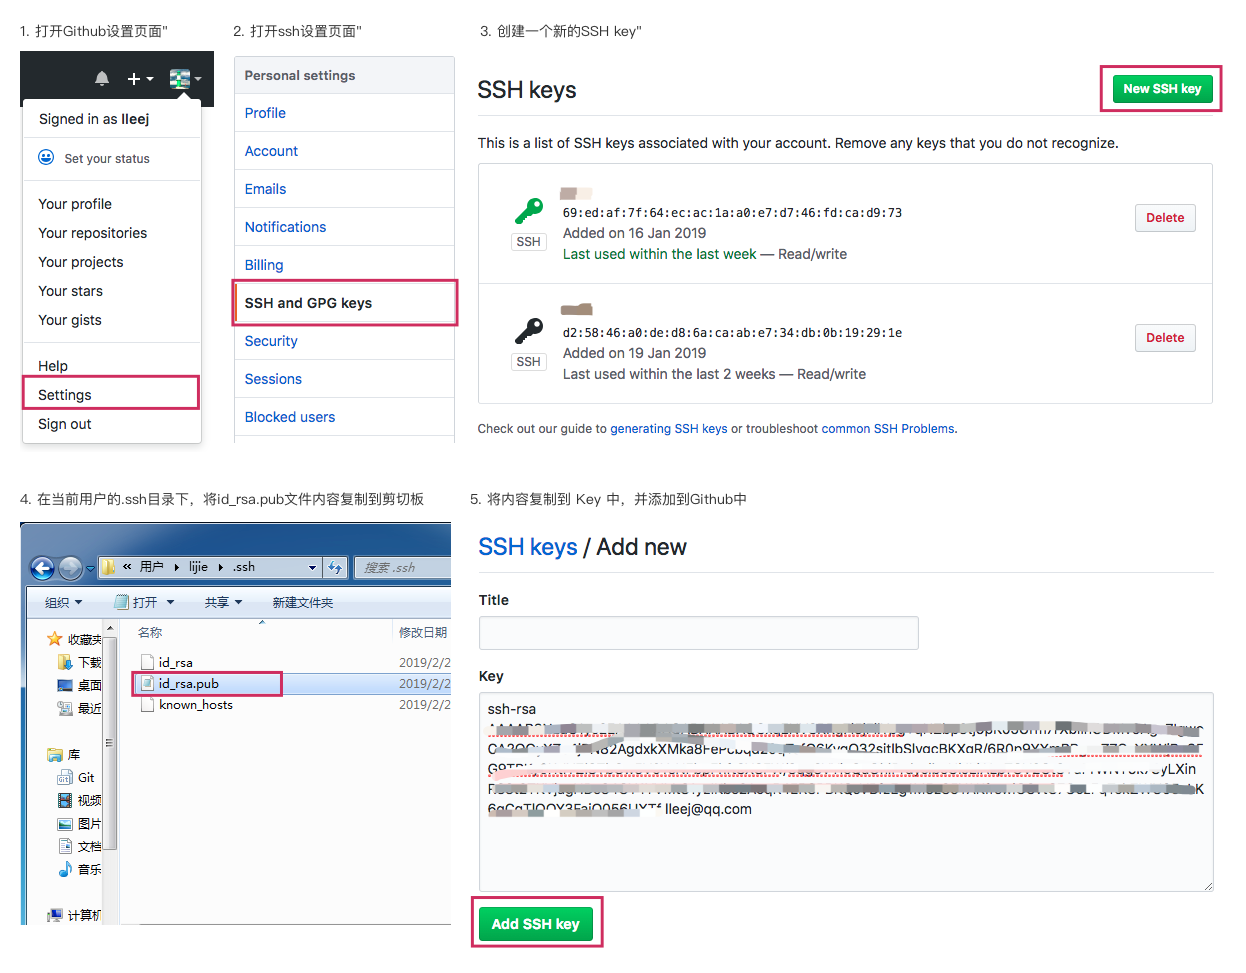 1. 打开Github设置页面"
2. 打开ssh设置页面"
3. 创建一个新的SSH key"
Signed in as lleej
Set your status
Your profile
Your repositories
Your projects
Your stars
Your gists
Help
Settings
Sign out
Personal settings
Profile
Account
Emails
Notifications
Billing
SSH and GPG keys
Security
Sessions
Blocked users
SSH keys
New SSH key
This is a list of SSH keys associated with your account. Remove any keys that you do not recognize.
SSH
69:ed:af:7f:64:ec:ac:1a:a0:e7:d7:46:fd:ca:d9:73
Added on 16 Jan 2019
Last used within the last week — Read/write
Delete
SSH
d2:58:46:a0:de:d8:6a:ca:ab:e7:34:db:0b:19:29:1e
Added on 19 Jan 2019
Last used within the last 2 weeks — Read/write
Delete
Check out our guide to generating SSH keys or troubleshoot common SSH Problems.
4. 在当前用户的.ssh目录下，将id_rsa.pub文件内容复制到剪切板
« 用户 lijie .ssh
搜索 .ssh
组织 打开 共享 新建文件夹
收藏夹
下载
桌面
最近
库
Git
视频
图片
文档
音乐
计算机
名称 修改日期
id_rsa 2019/2/2
id_rsa.pub 2019/2/2
known_hosts 2019/2/2
5. 将内容复制到 Key 中，并添加到Github中
SSH keys / Add new
Title
Key
ssh-rsa
lleej@qq.com
Add SSH key